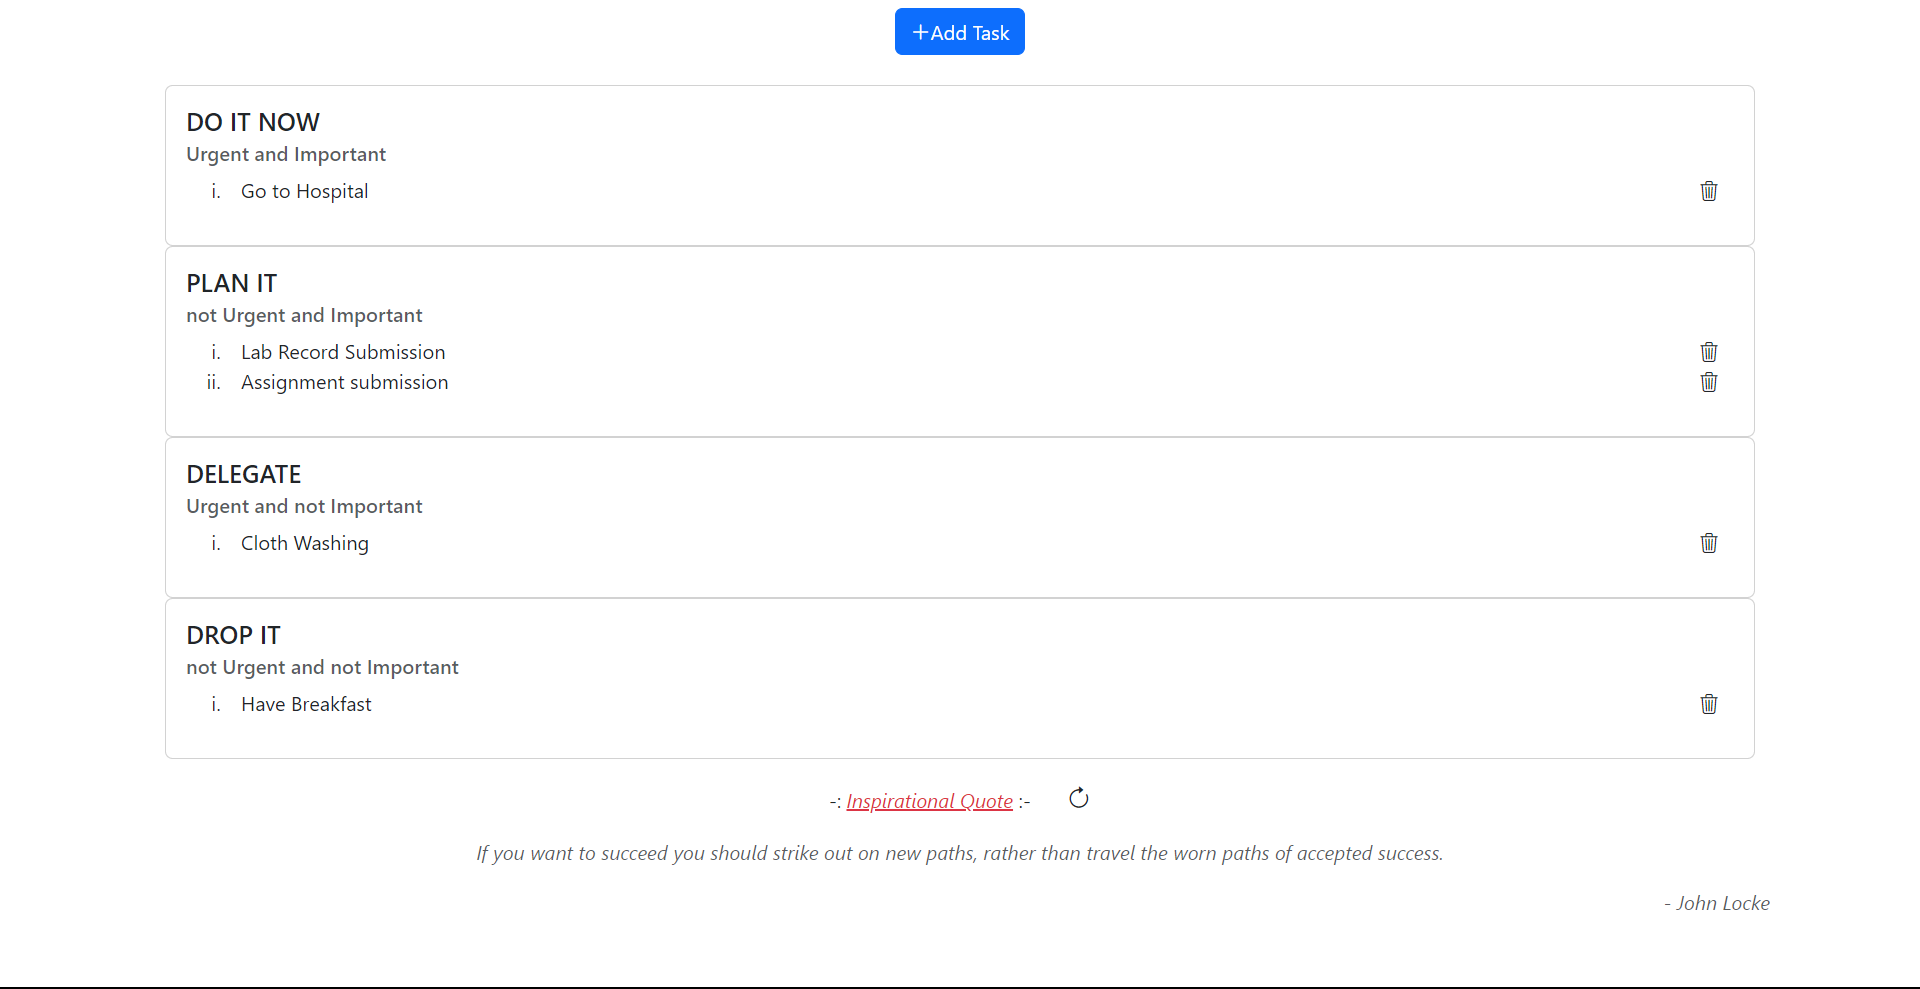 +Add Task
DO IT NOW
Urgent and Important
i. Go to Hospital
PLAN IT
not Urgent and Important
i. Lab Record Submission
ii. Assignment submission
DELEGATE
Urgent and not Important
i. Cloth Washing
DROP IT
not Urgent and not Important
i. Have Breakfast
-: Inspirational Quote :-
If you want to succeed you should strike out on new paths, rather than travel the worn paths of accepted success.
- John Locke